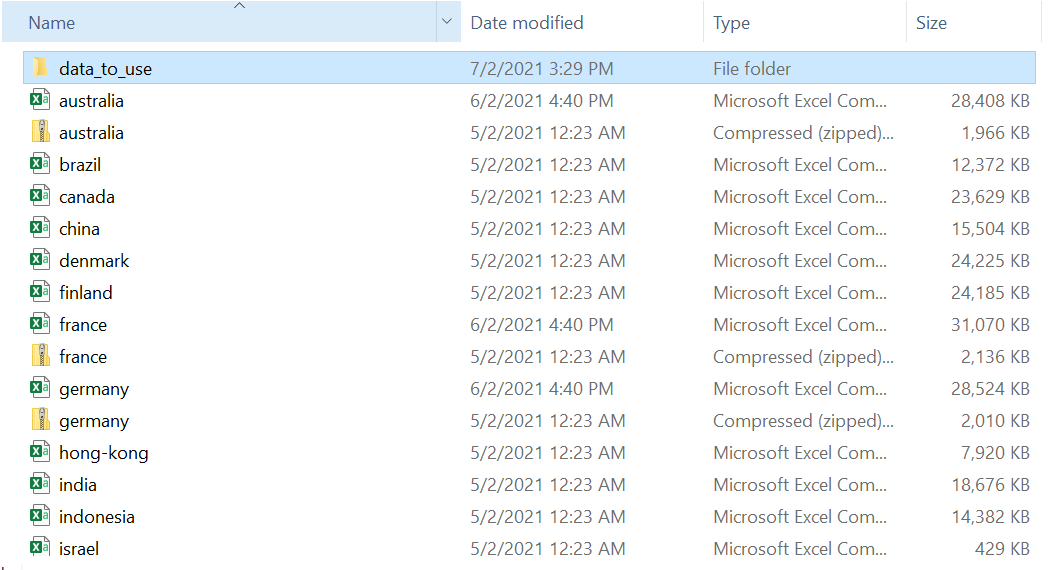 Name Date modified Type Size
data_to_use 7/2/2021 3:29 PM File folder
australia 6/2/2021 4:40 PM Microsoft Excel Com... 28,408 KB
australia 5/2/2021 12:23 AM Compressed (zipped)... 1,966 KB
brazil 5/2/2021 12:23 AM Microsoft Excel Com... 12,372 KB
canada 5/2/2021 12:23 AM Microsoft Excel Com... 23,629 KB
china 5/2/2021 12:23 AM Microsoft Excel Com... 15,504 KB
denmark 5/2/2021 12:23 AM Microsoft Excel Com... 24,225 KB
finland 5/2/2021 12:23 AM Microsoft Excel Com... 24,185 KB
france 6/2/2021 4:40 PM Microsoft Excel Com... 31,070 KB
france 5/2/2021 12:23 AM Compressed (zipped)... 2,136 KB
germany 6/2/2021 4:40 PM Microsoft Excel Com... 28,524 KB
germany 5/2/2021 12:23 AM Compressed (zipped)... 2,010 KB
hong-kong 5/2/2021 12:23 AM Microsoft Excel Com... 7,920 KB
india 5/2/2021 12:23 AM Microsoft Excel Com... 18,676 KB
indonesia 5/2/2021 12:23 AM Microsoft Excel Com... 14,382 KB
israel 5/2/2021 12:23 AM Microsoft Excel Com... 429 KB